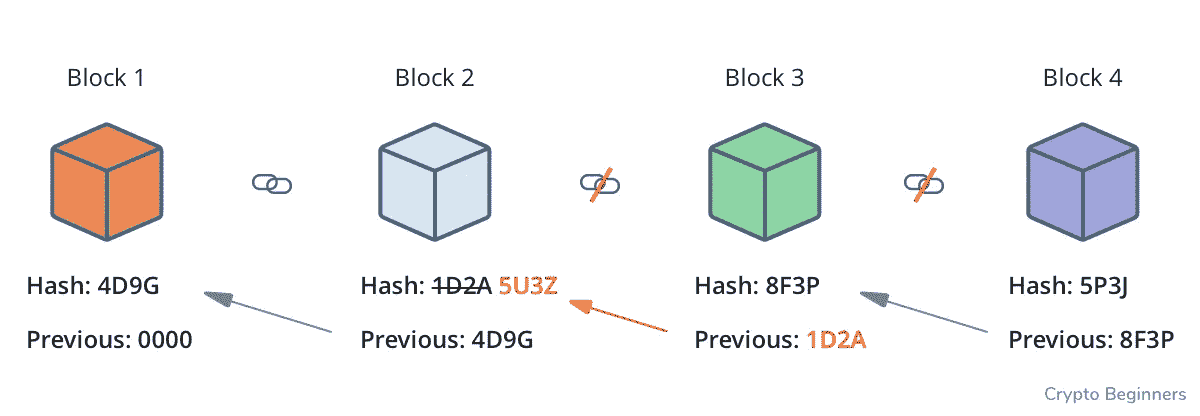 Block 1
Block 2
Block 3
Block 4
Hash: 4D9G
Hash: 1D2A 5U3Z
Hash: 8F3P
Hash: 5P3J
Previous: 0000
Previous: 4D9G
Previous: 1D2A
Previous: 8F3P
Crypto Beginners